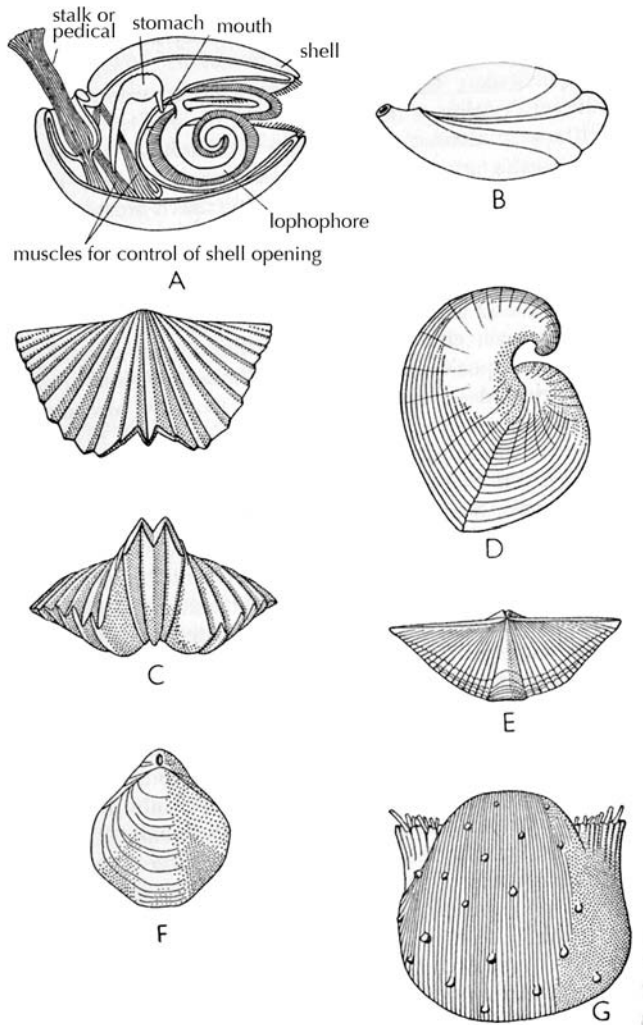 stalk or
pedical
stomach
mouth
shell
lophophore
muscles for control of shell opening
A
B
C
D
E
F
G